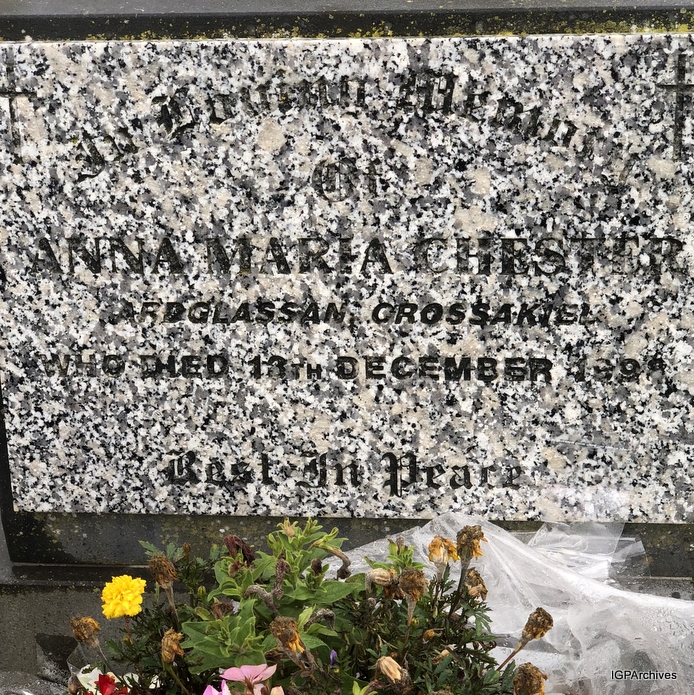 In Loving Memory
Of
ANNA MARIA CHESTER
ARDGLASSAN, CROSSAKIEL
WHO DIED 13TH DECEMBER
Rest In Peace
IGPArchives